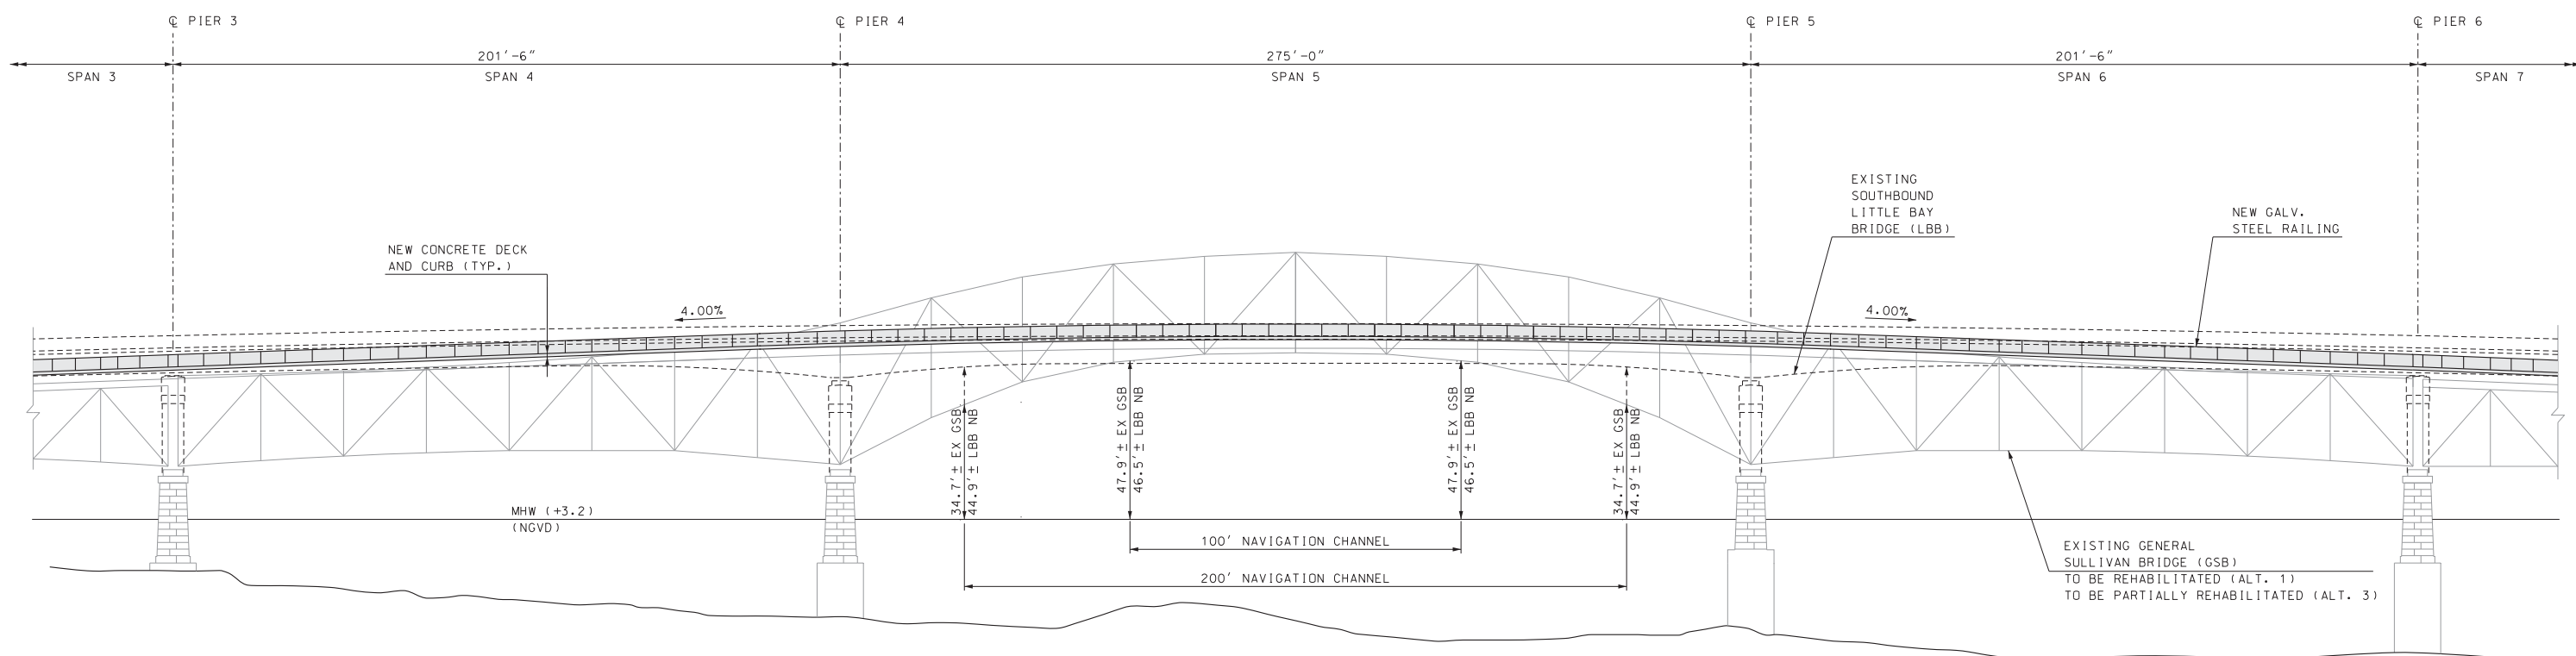 ℄ PIER 3
℄ PIER 4
℄ PIER 5
℄ PIER 6
201'-6"
275'-0"
201'-6"
SPAN 3
SPAN 4
SPAN 5
SPAN 6
SPAN 7
EXISTING
SOUTHBOUND
LITTLE BAY
BRIDGE (LBB)
NEW GALV.
STEEL RAILING
NEW CONCRETE DECK
AND CURB (TYP.)
4.00%
4.00%
34.7'± EX GSB
44.9'± LBB NB
47.9'± EX GSB
46.5'± LBB NB
47.9'± EX GSB
46.5'± LBB NB
34.7'± EX GSB
44.9'± LBB NB
MHW (+3.2)
(NGVD)
100' NAVIGATION CHANNEL
200' NAVIGATION CHANNEL
EXISTING GENERAL
SULLIVAN BRIDGE (GSB)
TO BE REHABILITATED (ALT. 1)
TO BE PARTIALLY REHABILITATED (ALT. 3)